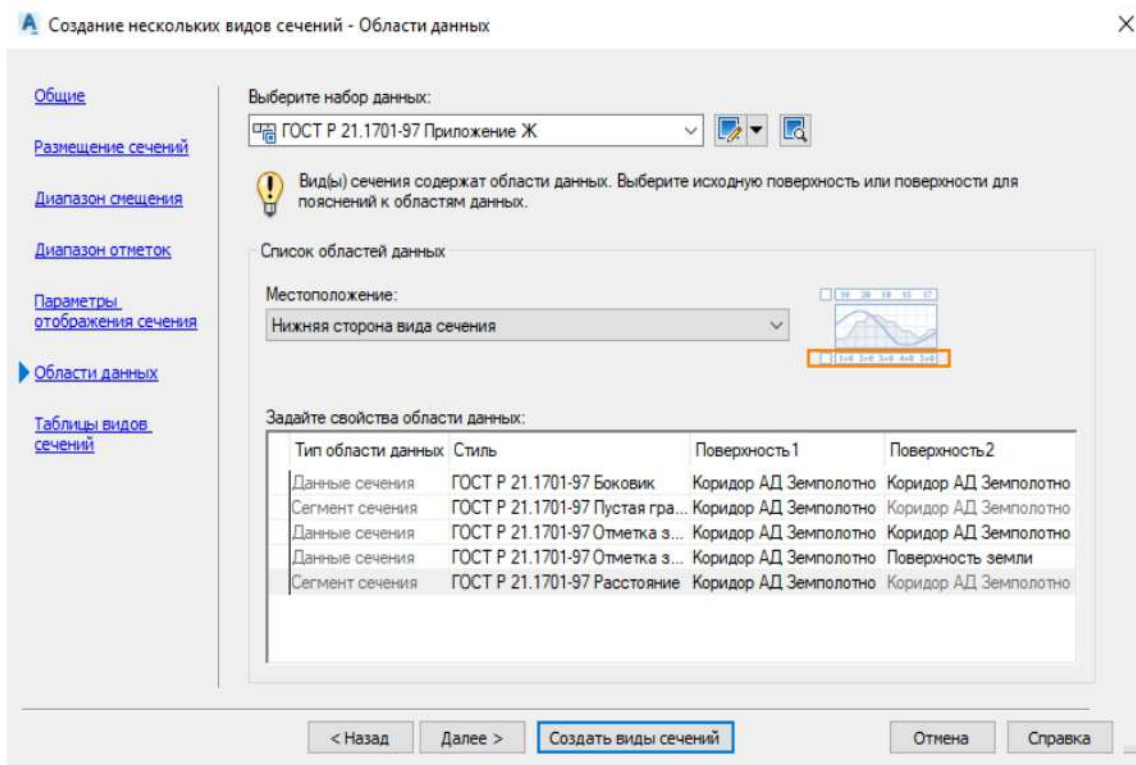 Создание нескольких видов сечений - Области данных
Общие
Размещение сечений
Диапазон смещения
Диапазон отметок
Параметры
отображения сечения
Области данных
Таблицы видов
сечений
Выберите набор данных:
ГОСТ Р 21.1701-97 Приложение Ж
Вид(ы) сечения содержат области данных. Выберите исходную поверхность или поверхности для
пояснений к областям данных.
Список областей данных
Местоположение:
Нижняя сторона вида сечения
Задайте свойства области данных:
Тип области данных Стиль Поверхность1 Поверхность2
Данные сечения ГОСТ Р 21.1701-97 Боковик Коридор АД Земполотно Коридор АД Земполотно
Сегмент сечения ГОСТ Р 21.1701-97 Пустая гра... Коридор АД Земполотно Коридор АД Земполотно
Данные сечения ГОСТ Р 21.1701-97 Отметка з... Коридор АД Земполотно Коридор АД Земполотно
Данные сечения ГОСТ Р 21.1701-97 Отметка з... Коридор АД Земполотно Поверхность земли
Сегмент сечения ГОСТ Р 21.1701-97 Расстояние Коридор АД Земполотно Коридор АД Земполотно
< Назад Далее > Создать виды сечений Отмена Справка